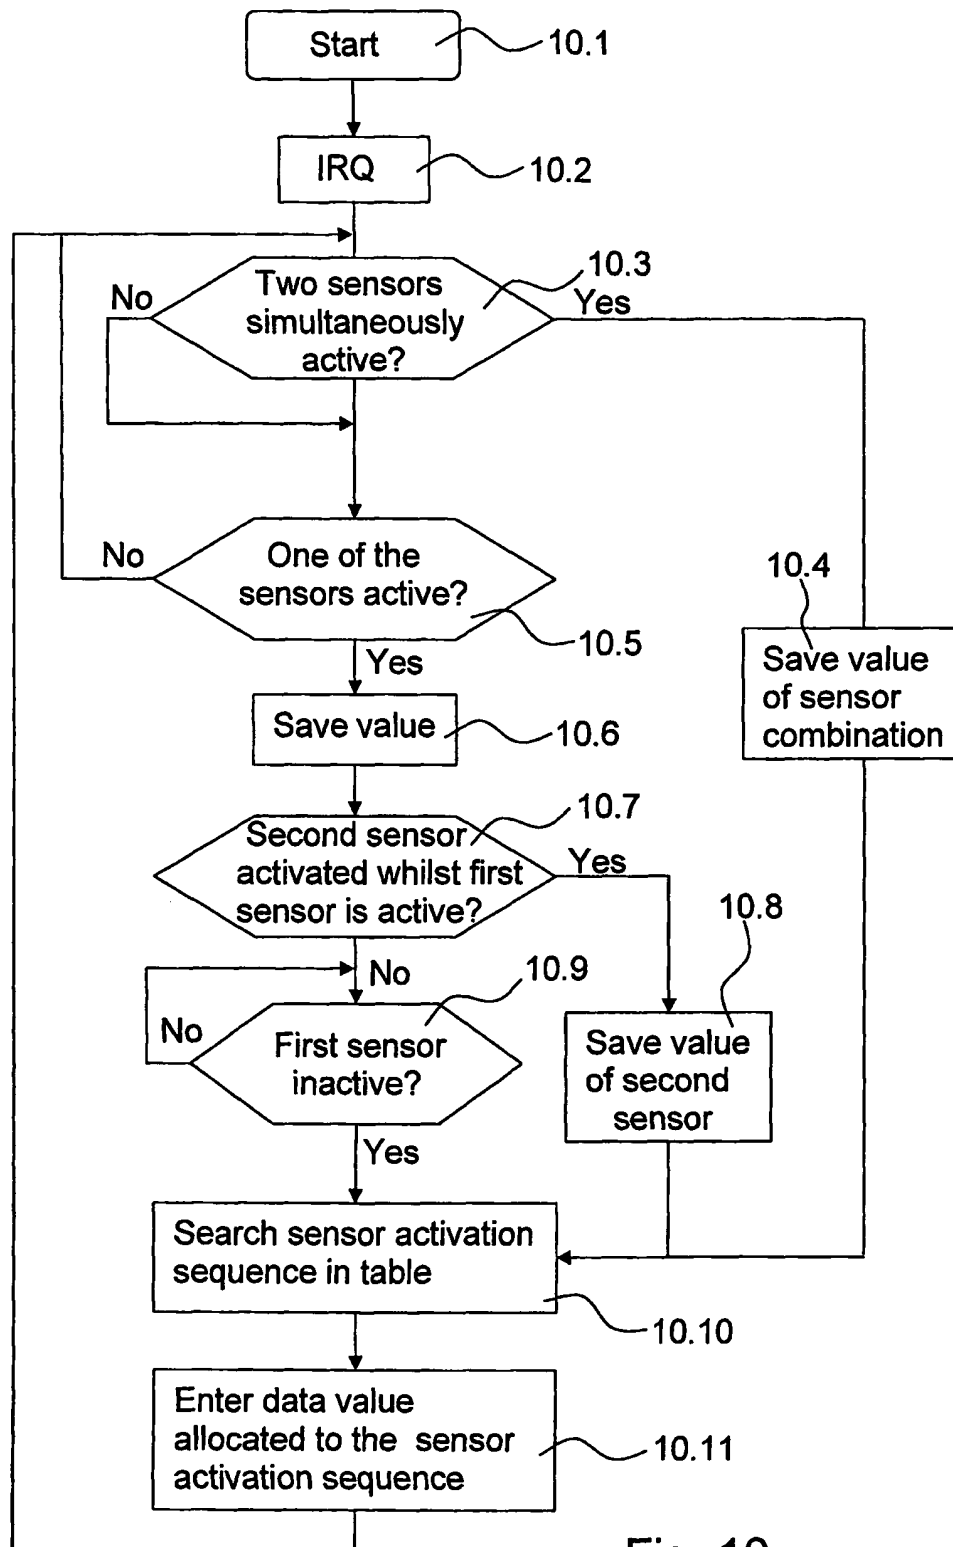 Start
10.1
IRQ
10.2
10.3
Two sensors
simultaneously
active?
No
Yes
One of the
sensors active?
No
10.5
Yes
10.4
Save value
of sensor
combination
Save value
10.6
10.7
Second sensor
activated whilst first
sensor is active?
Yes
10.8
No
10.9
No
First sensor
inactive?
Save value
of second
sensor
Yes
Search sensor activation
sequence in table
10.10
Enter data value
allocated to the sensor
activation sequence
10.11